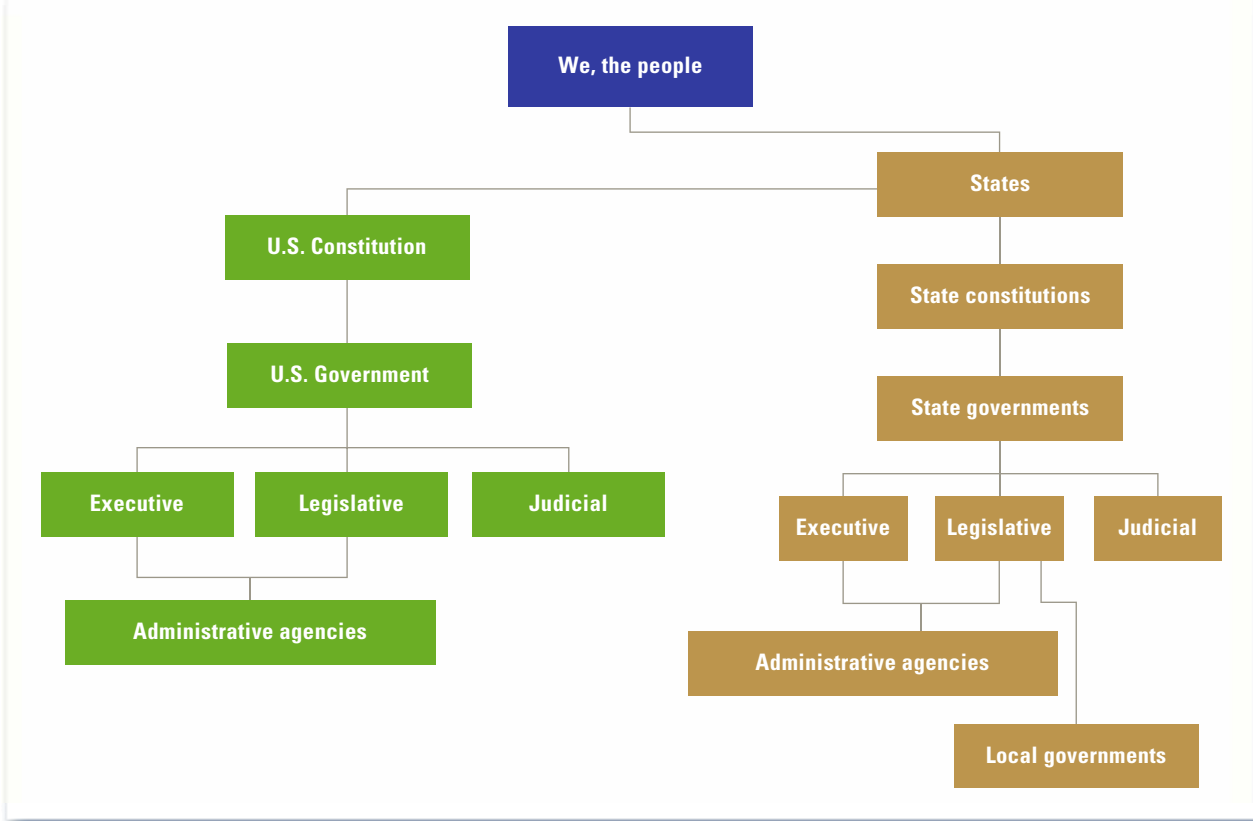 We, the people
States
U.S. Constitution
State constitutions
U.S. Government
State governments
Executive
Legislative
Judicial
Executive
Legislative
Judicial
Administrative agencies
Administrative agencies
Local governments